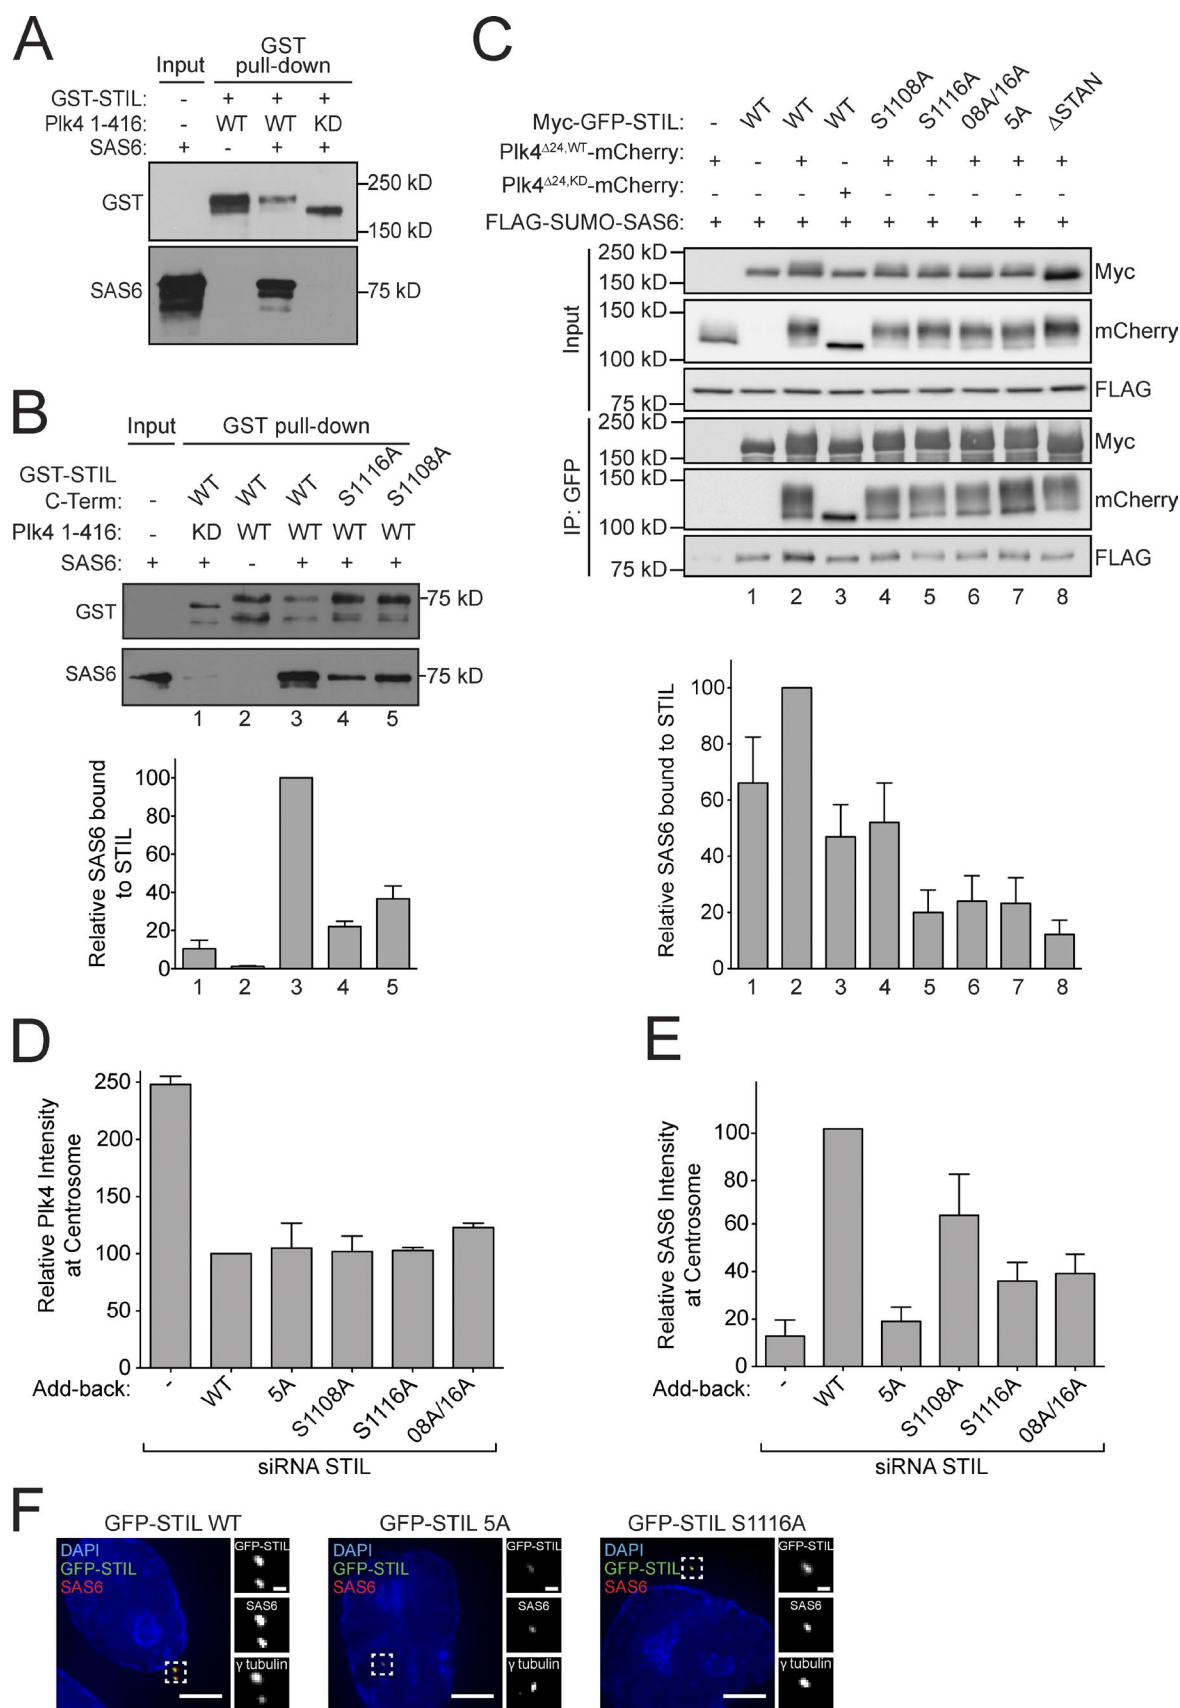 A
Input
GST
pull-down
GST-STIL: - + + +
Plk4 1-416: - WT WT KD
SAS6: + - + +
GST
250 kD
150 kD
SAS6
75 kD
B
Input
GST pull-down
GST-STIL
C-Term: - WT WT WT S1116A S1108A
Plk4 1-416: - KD WT WT WT WT
SAS6: + + - + + +
GST
75 kD
SAS6
75 kD
1 2 3 4 5
Relative SAS6 bound
to STIL
100
80
60
40
20
0
1 2 3 4 5
C
Myc-GFP-STIL: - WT WT WT S1108A S1116A 08A/16A 5A ΔSTAN
Plk4Δ24,WT-mCherry: + - + - + + + + +
Plk4Δ24,KD-mCherry: - - - + - - - - -
FLAG-SUMO-SAS6: + + + + + + + + +
Input
250 kD
150 kD
Myc
150 kD
100 kD
mCherry
75 kD
FLAG
IP: GFP
250 kD
150 kD
Myc
150 kD
100 kD
mCherry
75 kD
FLAG
1 2 3 4 5 6 7 8
Relative SAS6 bound to STIL
100
80
60
40
20
0
1 2 3 4 5 6 7 8
D
Relative Plk4 Intensity
at Centrosome
250
200
150
100
50
0
Add-back: - WT 5A S1108A S1116A 08A/16A
siRNA STIL
E
Relative SAS6 Intensity
at Centrosome
100
80
60
40
20
0
Add-back: - WT 5A S1108A S1116A 08A/16A
siRNA STIL
F
GFP-STIL WT
DAPI
GFP-STIL
SAS6
GFP-STIL
SAS6
γ tubulin
GFP-STIL 5A
DAPI
GFP-STIL
SAS6
GFP-STIL
SAS6
γ tubulin
GFP-STIL S1116A
DAPI
GFP-STIL
SAS6
GFP-STIL
SAS6
γ tubulin